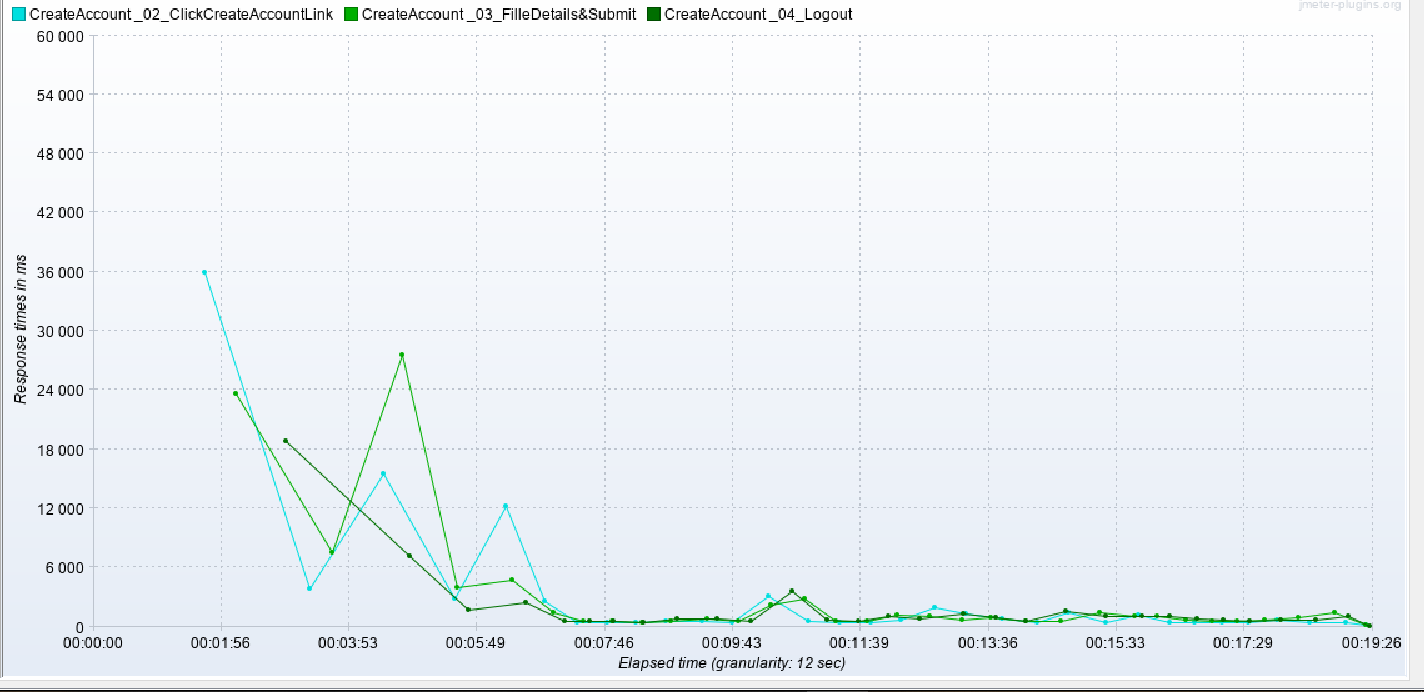 jmeter-plugins.org
CreateAccount _02_ClickCreateAccountLink CreateAccount _03_FilleDetails&Submit CreateAccount _04_Logout
60 000
54 000
48 000
42 000
36 000
30 000
24 000
18 000
12 000
6 000
0
Response times in ms
00:00:00 00:01:56 00:03:53 00:05:49 00:07:46 00:09:43 00:11:39 00:13:36 00:15:33 00:17:29 00:19:26
Elapsed time (granularity: 12 sec)